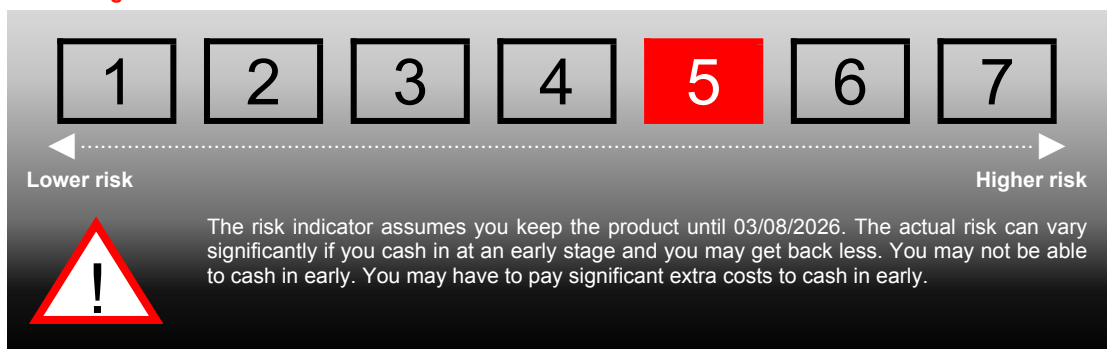 1 2 3 4 5 6 7
Lower risk Higher risk
The risk indicator assumes you keep the product until 03/08/2026. The actual risk can vary
significantly if you cash in at an early stage and you may get back less. You may not be able
to cash in early. You may have to pay significant extra costs to cash in early.
!